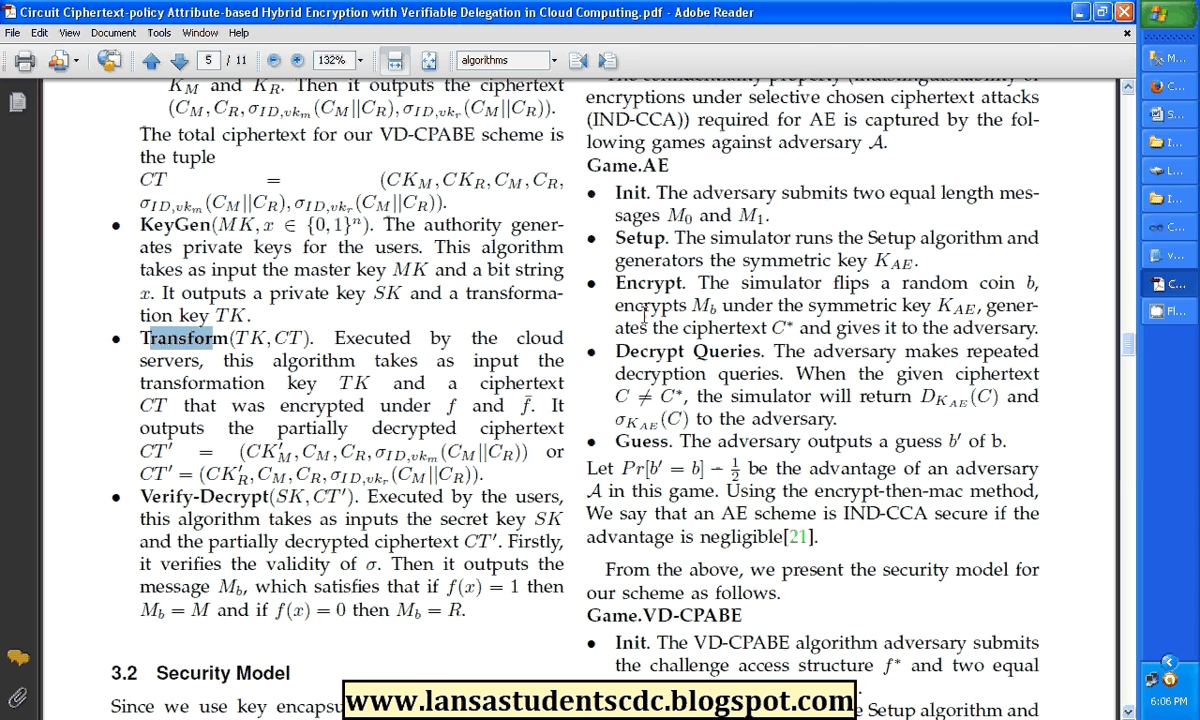 Circuit Ciphertext-policy Attribute-based Hybrid Encryption with Verifiable Delegation in Cloud Computing.pdf - Adobe Reader
File Edit View Document Tools Window Help
5 / 11 132% algorithms
K_M and K_R. Then it outputs the ciphertext
(C_M, C_R, σ_{ID,vk_m}(C_M||C_R), σ_{ID,vk_r}(C_M||C_R)).
The total ciphertext for our VD-CPABE scheme is
the tuple
CT = (CK_M, CK_R, C_M, C_R,
σ_{ID,vk_m}(C_M||C_R), σ_{ID,vk_r}(C_M||C_R)).
• KeyGen(MK, x ∈ {0,1}^n). The authority gener-
ates private keys for the users. This algorithm
takes as input the master key MK and a bit string
x. It outputs a private key SK and a transforma-
tion key TK.
• Transform(TK, CT). Executed by the cloud
servers, this algorithm takes as input the
transformation key TK and a ciphertext
CT that was encrypted under f and f̄. It
outputs the partially decrypted ciphertext
CT′ = (CK′_M, C_M, C_R, σ_{ID,vk_m}(C_M||C_R)) or
CT′ = (CK′_R, C_M, C_R, σ_{ID,vk_r}(C_M||C_R)).
• Verify-Decrypt(SK, CT′). Executed by the users,
this algorithm takes as inputs the secret key SK
and the partially decrypted ciphertext CT′. Firstly,
it verifies the validity of σ. Then it outputs the
message M_b, which satisfies that if f(x) = 1 then
M_b = M and if f(x) = 0 then M_b = R.
3.2 Security Model
Since we use key encapsu
encryptions under selective chosen ciphertext attacks
(IND-CCA)) required for AE is captured by the fol-
lowing games against adversary A.
Game.AE
• Init. The adversary submits two equal length mes-
sages M_0 and M_1.
• Setup. The simulator runs the Setup algorithm and
generators the symmetric key K_AE.
• Encrypt. The simulator flips a random coin b,
encrypts M_b under the symmetric key K_AE, gener-
ates the ciphertext C* and gives it to the adversary.
• Decrypt Queries. The adversary makes repeated
decryption queries. When the given ciphertext
C ≠ C*, the simulator will return D_{K_AE}(C) and
σ_{K_AE}(C) to the adversary.
• Guess. The adversary outputs a guess b′ of b.
Let Pr[b′ = b] − 1/2 be the advantage of an adversary
A in this game. Using the encrypt-then-mac method,
We say that an AE scheme is IND-CCA secure if the
advantage is negligible[21].
From the above, we present the security model for
our scheme as follows.
Game.VD-CPABE
• Init. The VD-CPABE algorithm adversary submits
the challenge access structure f* and two equal
e Setup algorithm and
www.lansastudentscdc.blogspot.com
M...
C...
S...
I...
L...
I...
C...
v...
C...
Fl...
6:06 PM